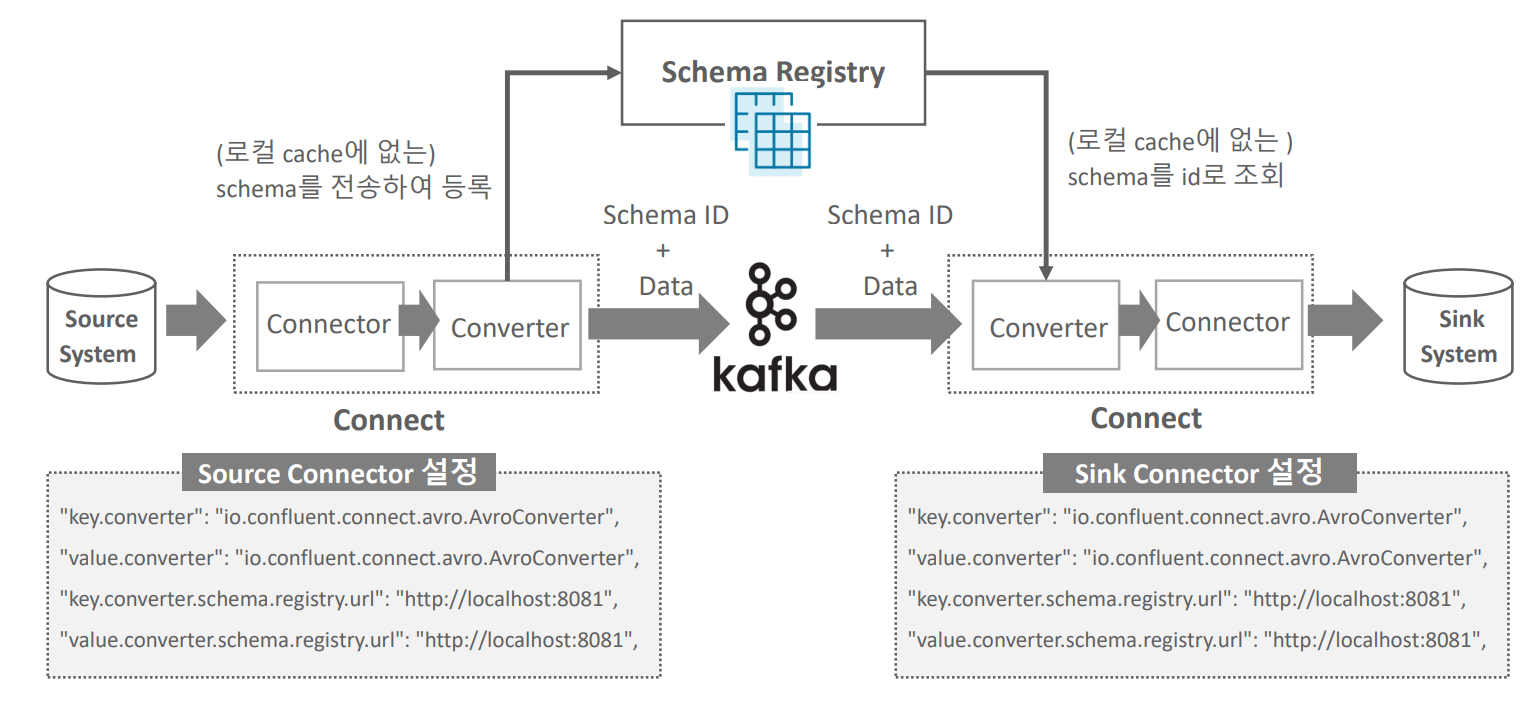 Schema Registry
(로컬 cache에 없는)
schema를 전송하여 등록
(로컬 cache에 없는 )
schema를 id로 조회
Schema ID
+
Data
Schema ID
+
Data
Source
System
Connector
Converter
kafka
Converter
Connector
Sink
System
Connect
Connect
Source Connector 설정
"key.converter": "io.confluent.connect.avro.AvroConverter",
"value.converter": "io.confluent.connect.avro.AvroConverter",
"key.converter.schema.registry.url": "http://localhost:8081",
"value.converter.schema.registry.url": "http://localhost:8081",
Sink Connector 설정
"key.converter": "io.confluent.connect.avro.AvroConverter",
"value.converter": "io.confluent.connect.avro.AvroConverter",
"key.converter.schema.registry.url": "http://localhost:8081",
"value.converter.schema.registry.url": "http://localhost:8081",